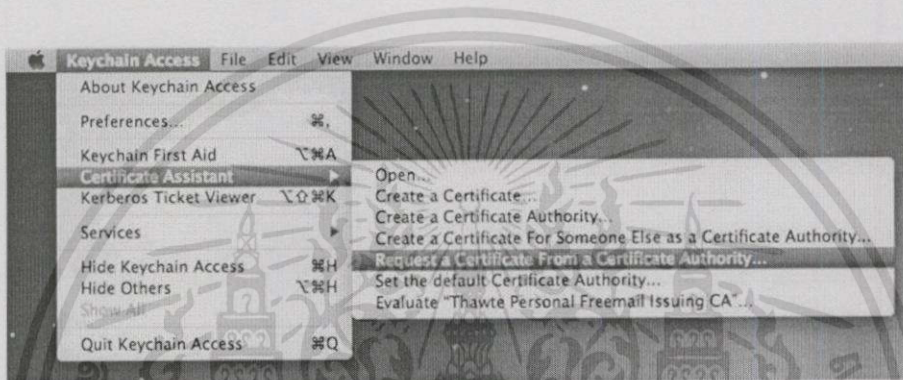 Keychain Access File Edit View Window Help
About Keychain Access
Preferences... ⌘,
Keychain First Aid ⌥⌘A
Certificate Assistant ▶
Kerberos Ticket Viewer ⌥⇧⌘K
Services ▶
Hide Keychain Access ⌘H
Hide Others ⌥⌘H
Show All
Quit Keychain Access ⌘Q
Open...
Create a Certificate...
Create a Certificate Authority...
Create a Certificate For Someone Else as a Certificate Authority...
Request a Certificate From a Certificate Authority...
Set the default Certificate Authority...
Evaluate "Thawte Personal Freemail Issuing CA"...